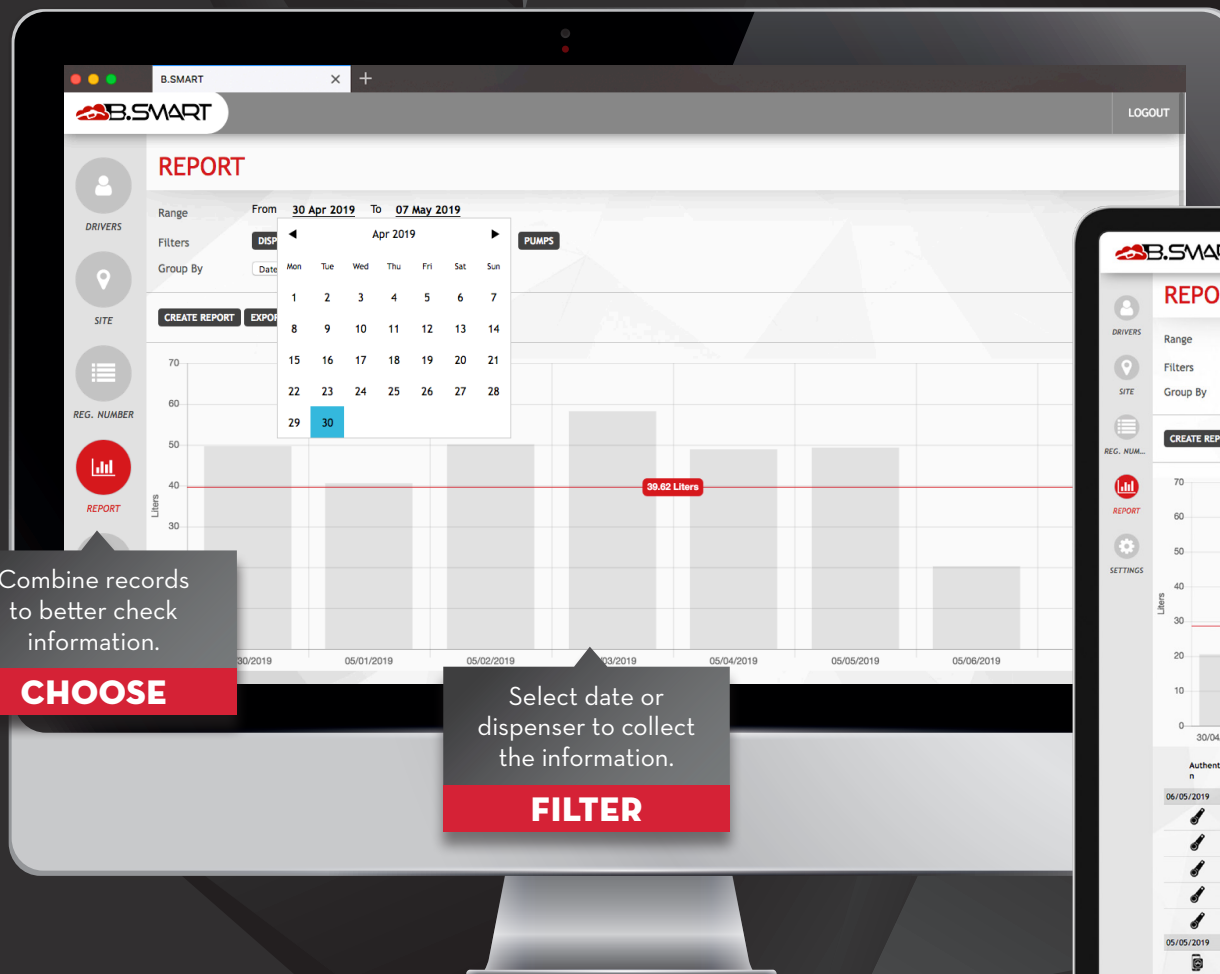 B.SMART
B.SMART
LOGOUT
REPORT
DRIVERS
SITE
REG. NUMBER
REPORT
Range From 30 Apr 2019 To 07 May 2019
Filters DISP PUMPS
Group By Date
CREATE REPORT EXPOR
Apr 2019
Mon Tue Wed Thu Fri Sat Sun
1 2 3 4 5 6 7
8 9 10 11 12 13 14
15 16 17 18 19 20 21
22 23 24 25 26 27 28
29 30
70
60
50
40
30
Liters
39.62 Liters
30/2019 05/01/2019 05/02/2019 /03/2019 05/04/2019 05/05/2019 05/06/2019
Combine records
to better check
information.
CHOOSE
Select date or
dispenser to collect
the information.
FILTER
B.SMAR
REPO
DRIVERS
SITE
REG. NUM...
REPORT
SETTINGS
Range
Filters
Group By
CREATE REP
70
60
50
40
30
20
10
0
Liters
30/04
Authent
n
06/05/2019
05/05/2019